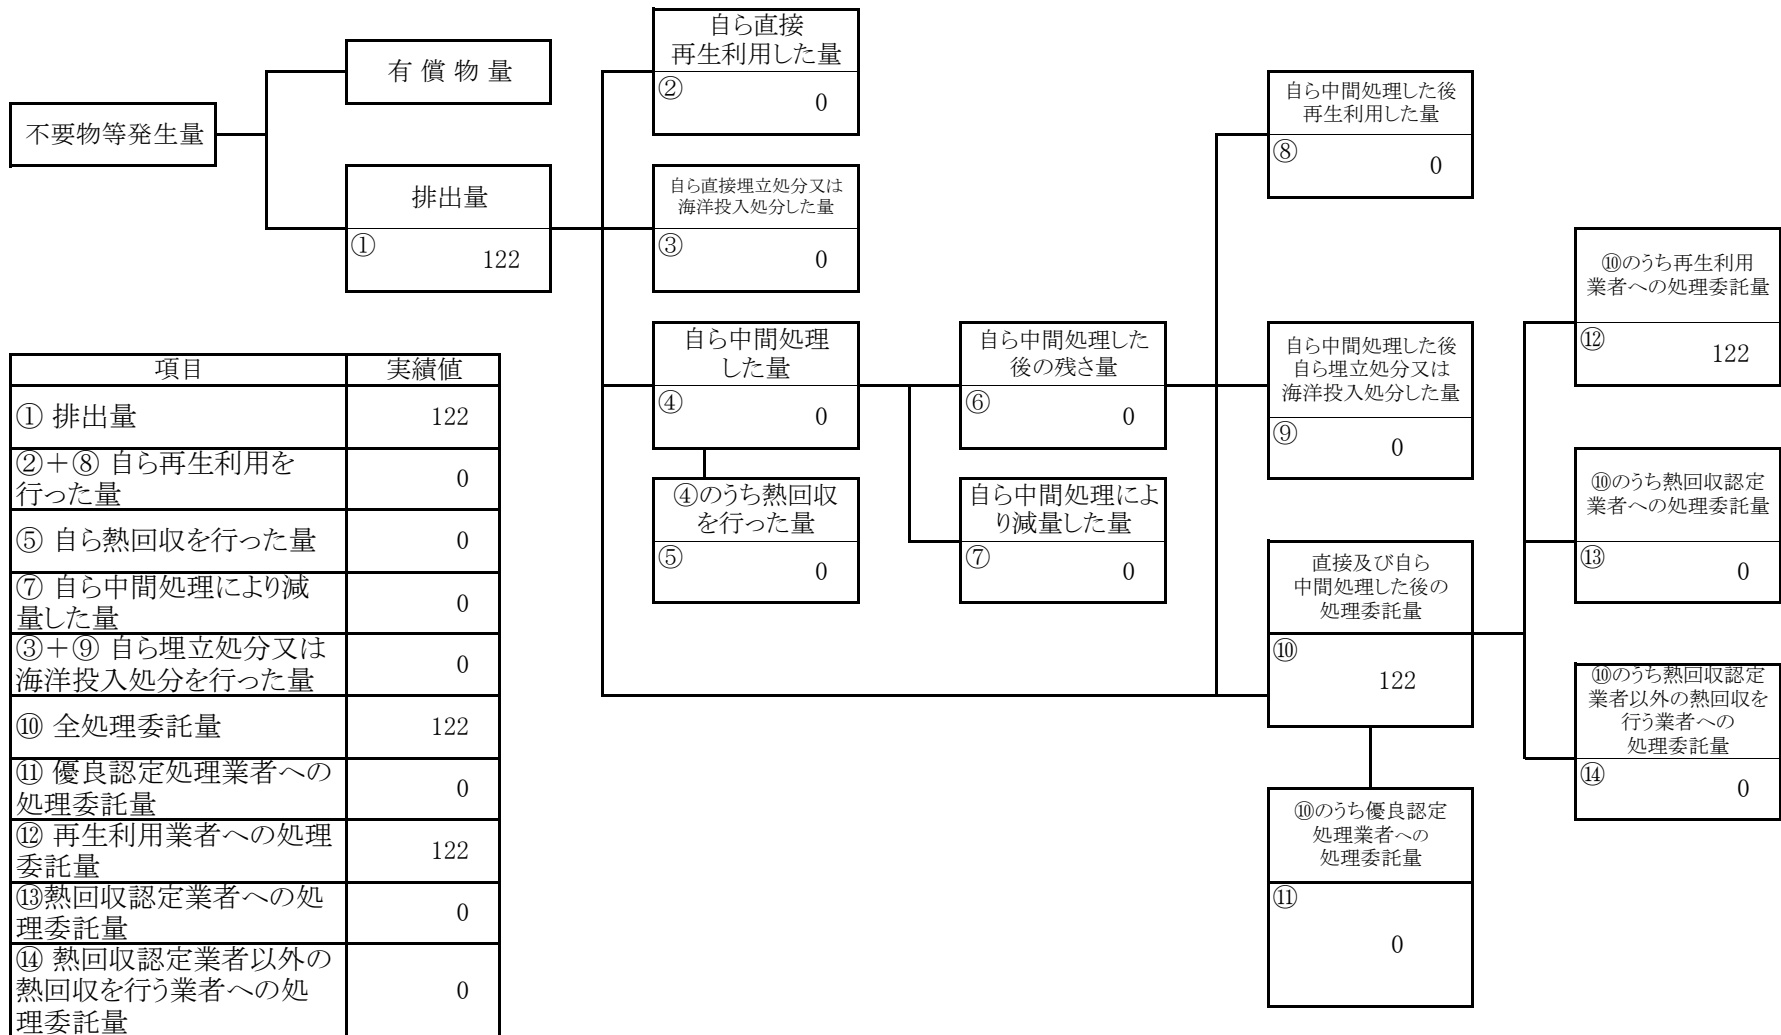 不要物等発生量
有償物量
排出量
①
122
自ら直接
再生利用した量
②
0
自ら直接埋立処分又は
海洋投入処分した量
③
0
自ら中間処理
した量
④
0
④のうち熱回収
を行った量
⑤
0
自ら中間処理した
後の残さ量
⑥
0
自ら中間処理によ
り減量した量
⑦
0
自ら中間処理した後
再生利用した量
⑧
0
自ら中間処理した後
自ら埋立処分又は
海洋投入処分した量
⑨
0
直接及び自ら
中間処理した後の
処理委託量
⑩
122
⑩のうち優良認定
処理業者への
処理委託量
⑪
0
⑩のうち再生利用
業者への処理委託量
⑫
122
⑩のうち熱回収認定
業者への処理委託量
⑬
0
⑩のうち熱回収認定
業者以外の熱回収を
行う業者への
処理委託量
⑭
0
項目 実績値
① 排出量 122
②＋⑧ 自ら再生利用を
行った量 0
⑤ 自ら熱回収を行った量 0
⑦ 自ら中間処理により減
量した量 0
③＋⑨ 自ら埋立処分又は
海洋投入処分を行った量 0
⑩ 全処理委託量 122
⑪ 優良認定処理業者への
処理委託量 0
⑫ 再生利用業者への処理
委託量 122
⑬熱回収認定業者への処
理委託量 0
⑭ 熱回収認定業者以外の
熱回収を行う業者への処
理委託量 0